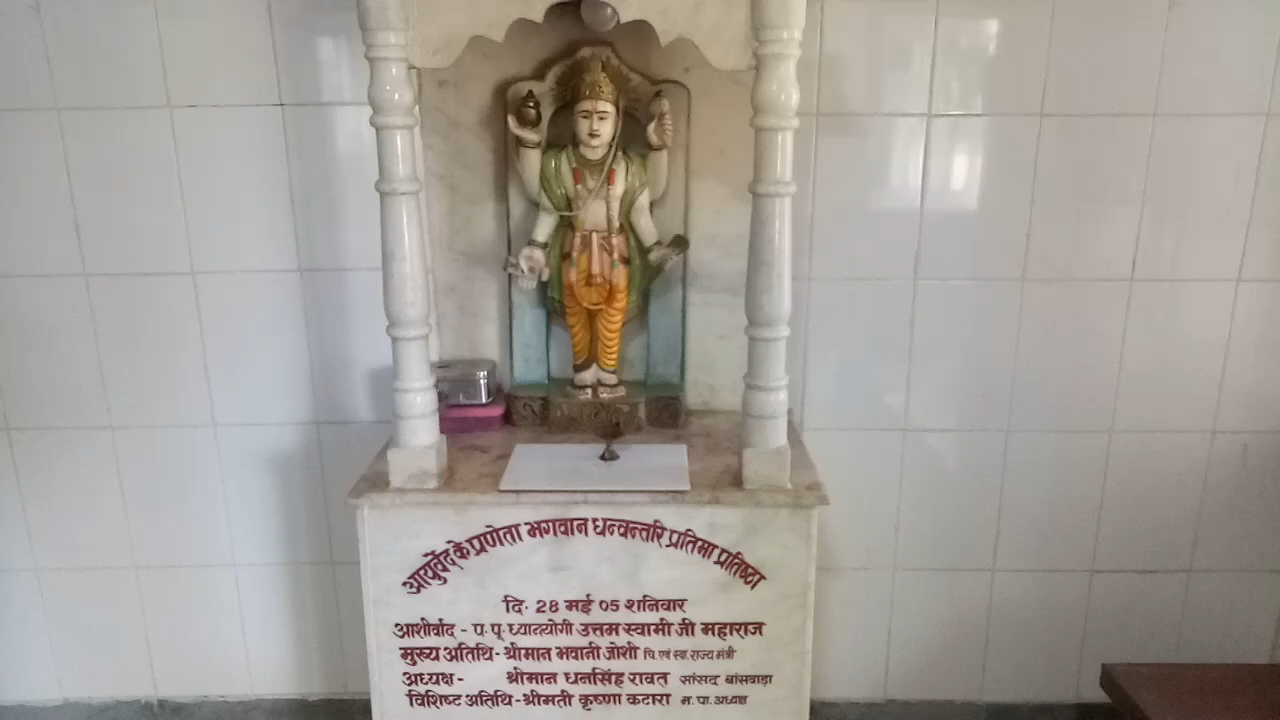 आयुर्वेद के प्रणेता भगवान धन्वन्तरि प्रतिमा प्रतिष्ठा
दि. 28 मई 05 शनिवार
आशीर्वाद - प. पू. ध्यानयोगी उत्तम स्वामी जी महाराज
मुख्य अतिथि - श्रीमान भवानी जोशी चि. एवं स्वा. राज्य मंत्री
अध्यक्ष - श्रीमान धनसिंह रावत सांसद बांसवाड़ा
विशिष्ट अतिथि - श्रीमती कृष्णा कटारा न. पा. अध्यक्ष